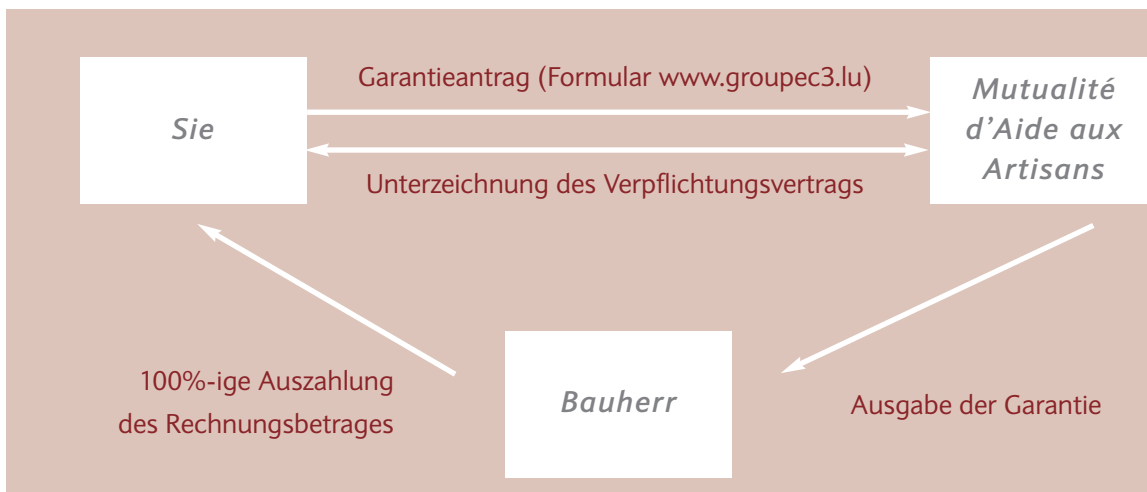 Garantieantrag (Formular www.groupec3.lu)
Sie
Mutualité
d'Aide aux
Artisans
Unterzeichnung des Verpflichtungsvertrags
100%-ige Auszahlung
des Rechnungsbetrages
Bauherr
Ausgabe der Garantie